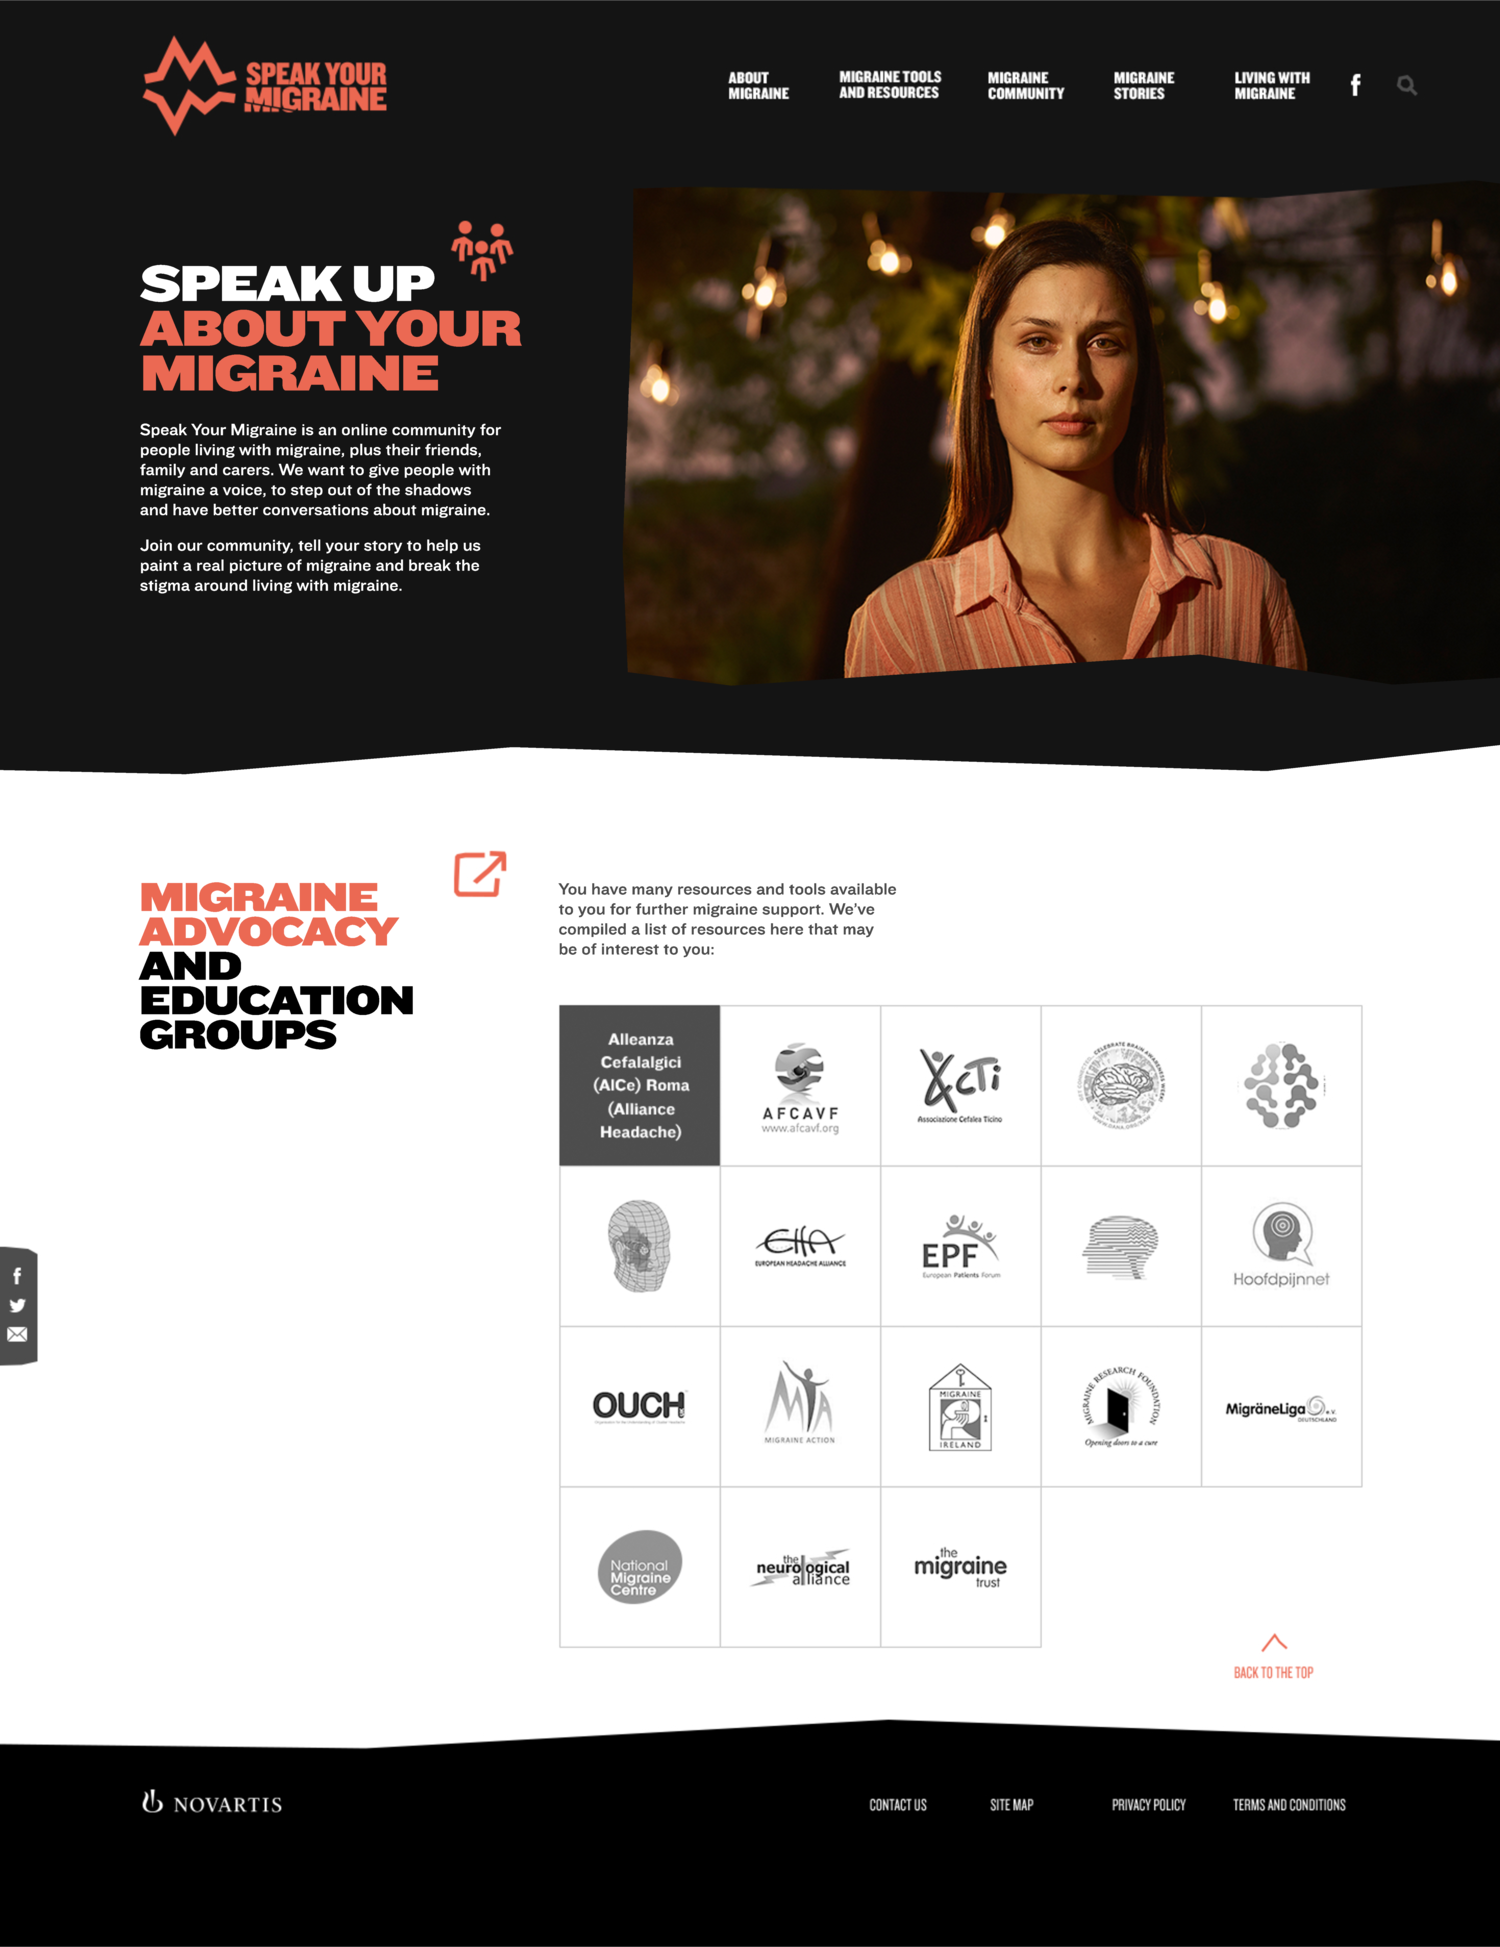 SPEAK YOUR
MIGRAINE
ABOUT
MIGRAINE
MIGRAINE TOOLS
AND RESOURCES
MIGRAINE
COMMUNITY
MIGRAINE
STORIES
LIVING WITH
MIGRAINE
SPEAK UP
ABOUT YOUR
MIGRAINE
Speak Your Migraine is an online community for
people living with migraine, plus their friends,
family and carers. We want to give people with
migraine a voice, to step out of the shadows
and have better conversations about migraine.
Join our community, tell your story to help us
paint a real picture of migraine and break the
stigma around living with migraine.
MIGRAINE
ADVOCACY
AND
EDUCATION
GROUPS
You have many resources and tools available
to you for further migraine support. We've
compiled a list of resources here that may
be of interest to you:
Alleanza
Cefalalgici
(AlCe) Roma
(Alliance
Headache)
AFCAVF
www.afcavf.org
Associazione Cefalea Ticino
CELEBRATE BRAIN AWARENESS WEEK
WWW.DANA.ORG/BAW
EHA
EUROPEAN HEADACHE ALLIANCE
EPF
European Patients Forum
Hoofdpijnnet
OUCH
MIGRAINE ACTION
MIGRAINE
IRELAND
MIGRAINE RESEARCH FOUNDATION
Opening doors to a cure
MigräneLiga e.V.
DEUTSCHLAND
National
Migraine
Centre
the
neurological
alliance
the
migraine
trust
BACK TO THE TOP
NOVARTIS
CONTACT US
SITE MAP
PRIVACY POLICY
TERMS AND CONDITIONS